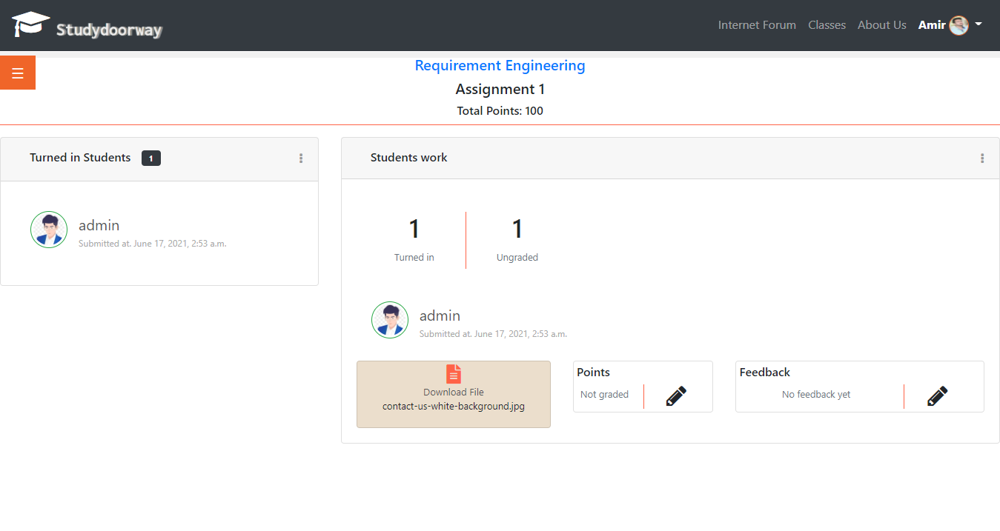 Studydoorway
Internet Forum Classes About Us Amir
Requirement Engineering
Assignment 1
Total Points: 100
Turned in Students 1
admin
Submitted at. June 17, 2021, 2:53 a.m.
Students work
1
Turned in
1
Ungraded
admin
Submitted at. June 17, 2021, 2:53 a.m.
Download File
contact-us-white-background.jpg
Points
Not graded
Feedback
No feedback yet